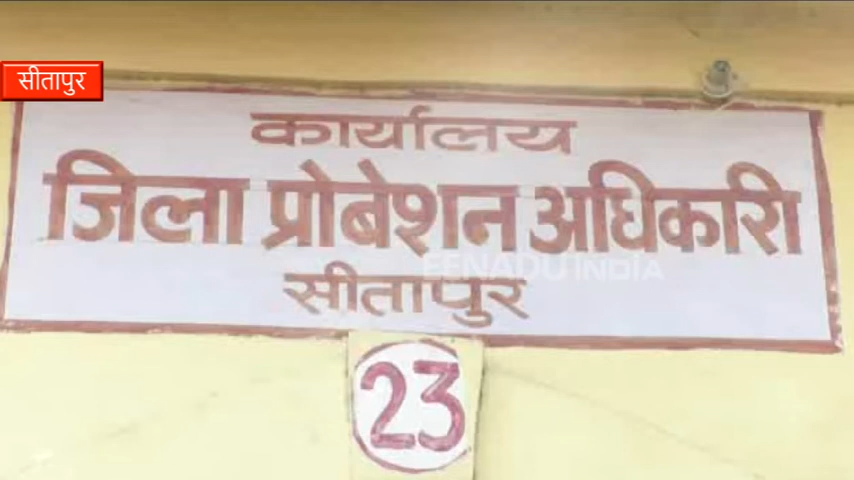 सीतापुर
कार्यालय
जिला प्रोबेशन अधिकारी
सीतापुर
EENADU INDIA
23